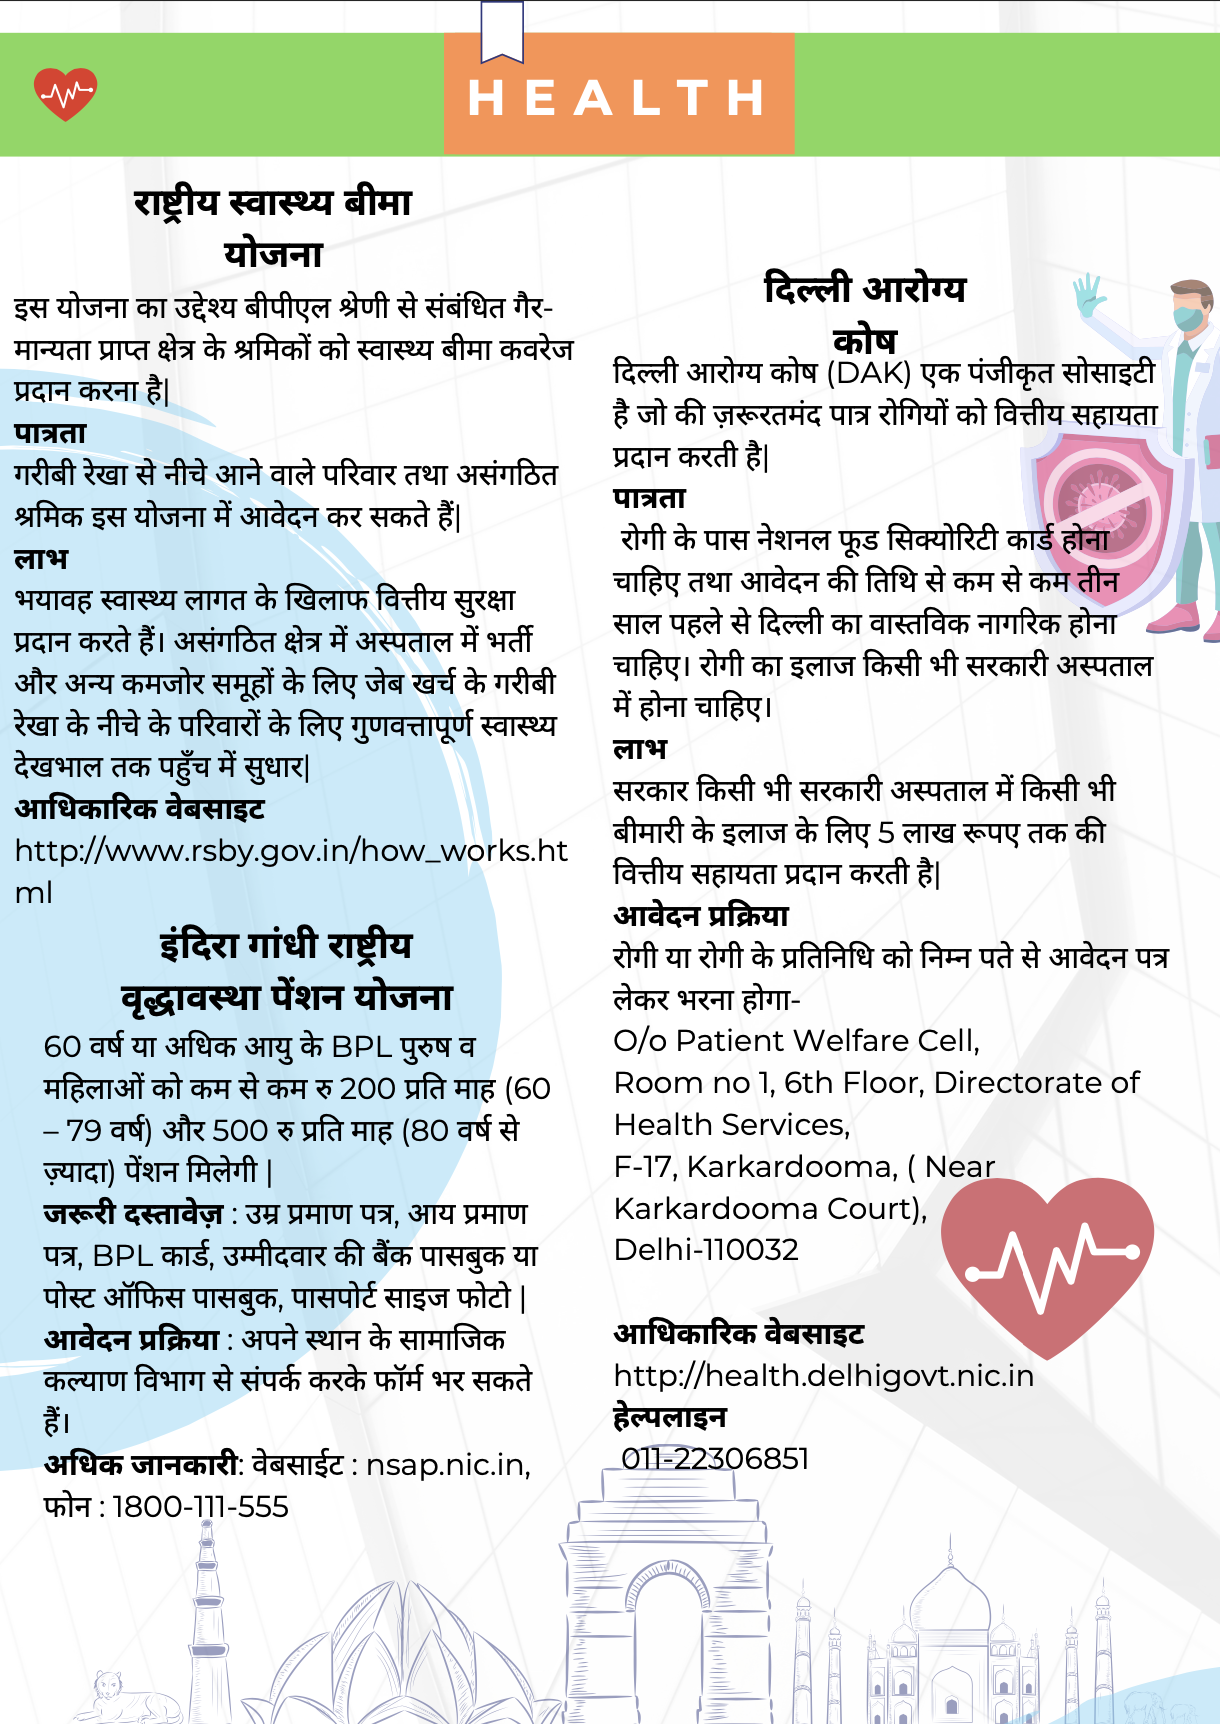 HEALTH
राष्ट्रीय स्वास्थ्य बीमा
योजना
इस योजना का उद्देश्य बीपीएल श्रेणी से संबंधित गैर-
मान्यता प्राप्त क्षेत्र के श्रमिकों को स्वास्थ्य बीमा कवरेज
प्रदान करना है|
पात्रता
गरीबी रेखा से नीचे आने वाले परिवार तथा असंगठित
श्रमिक इस योजना में आवेदन कर सकते हैं|
लाभ
भयावह स्वास्थ्य लागत के खिलाफ वित्तीय सुरक्षा
प्रदान करते हैं। असंगठित क्षेत्र में अस्पताल में भर्ती
और अन्य कमजोर समूहों के लिए जेब खर्च के गरीबी
रेखा के नीचे के परिवारों के लिए गुणवत्तापूर्ण स्वास्थ्य
देखभाल तक पहुँच में सुधार|
आधिकारिक वेबसाइट
http://www.rsby.gov.in/how_works.ht
ml
इंदिरा गांधी राष्ट्रीय
वृद्धावस्था पेंशन योजना
60 वर्ष या अधिक आयु के BPL पुरुष व
महिलाओं को कम से कम रु 200 प्रति माह (60
– 79 वर्ष) और 500 रु प्रति माह (80 वर्ष से
ज़्यादा) पेंशन मिलेगी |
जरूरी दस्तावेज़ : उम्र प्रमाण पत्र, आय प्रमाण
पत्र, BPL कार्ड, उम्मीदवार की बैंक पासबुक या
पोस्ट ऑफिस पासबुक, पासपोर्ट साइज फोटो |
आवेदन प्रक्रिया : अपने स्थान के सामाजिक
कल्याण विभाग से संपर्क करके फॉर्म भर सकते
हैं।
अधिक जानकारी: वेबसाईट : nsap.nic.in,
फोन : 1800-111-555
दिल्ली आरोग्य
कोष
दिल्ली आरोग्य कोष (DAK) एक पंजीकृत सोसाइटी
है जो की ज़रूरतमंद पात्र रोगियों को वित्तीय सहायता
प्रदान करती है|
पात्रता
रोगी के पास नेशनल फूड सिक्योरिटी कार्ड होना
चाहिए तथा आवेदन की तिथि से कम से कम तीन
साल पहले से दिल्ली का वास्तविक नागरिक होना
चाहिए। रोगी का इलाज किसी भी सरकारी अस्पताल
में होना चाहिए।
लाभ
सरकार किसी भी सरकारी अस्पताल में किसी भी
बीमारी के इलाज के लिए 5 लाख रूपए तक की
वित्तीय सहायता प्रदान करती है|
आवेदन प्रक्रिया
रोगी या रोगी के प्रतिनिधि को निम्न पते से आवेदन पत्र
लेकर भरना होगा-
O/o Patient Welfare Cell,
Room no 1, 6th Floor, Directorate of
Health Services,
F-17, Karkardooma, ( Near
Karkardooma Court),
Delhi-110032
आधिकारिक वेबसाइट
http://health.delhigovt.nic.in
हेल्पलाइन
011-22306851